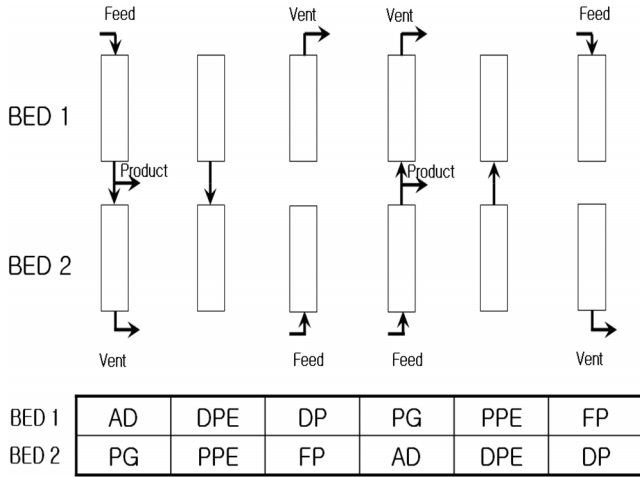 Feed Vent Vent Feed
BED 1
Product Product
BED 2
Vent Feed Feed Vent
BED 1 AD DPE DP PG PPE FP
BED 2 PG PPE FP AD DPE DP